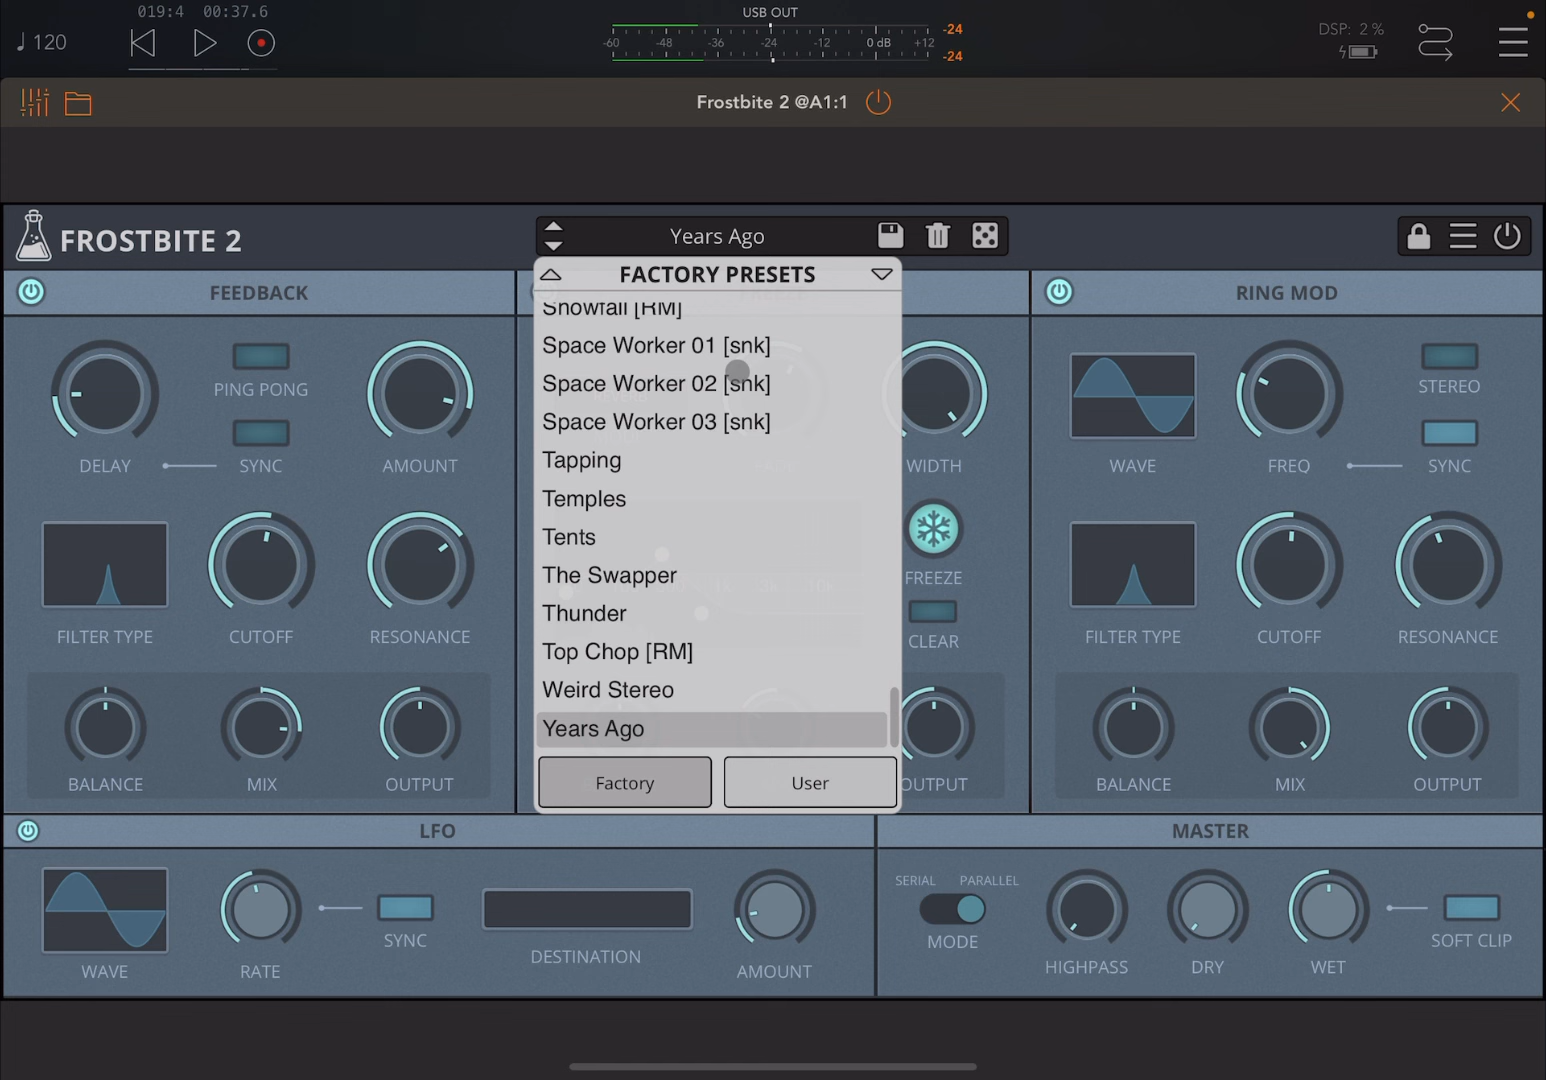 019:4 00:37.6
USB OUT
120
-60 -48 -36 -24 -12 0 dB +12
-24
-24
DSP: 2 %
Frostbite 2 @A1:1
FROSTBITE 2
Years Ago
FACTORY PRESETS
FEEDBACK
RING MOD
Snowfall [RM]
Space Worker 01 [snk]
Space Worker 02 [snk]
Space Worker 03 [snk]
Tapping
Temples
Tents
The Swapper
Thunder
Top Chop [RM]
Weird Stereo
Years Ago
Factory
User
PING PONG
DELAY
SYNC
AMOUNT
FILTER TYPE
CUTOFF
RESONANCE
BALANCE
MIX
OUTPUT
WIDTH
FREEZE
CLEAR
OUTPUT
STEREO
WAVE
FREQ
SYNC
FILTER TYPE
CUTOFF
RESONANCE
BALANCE
MIX
OUTPUT
LFO
WAVE
RATE
SYNC
DESTINATION
AMOUNT
MASTER
SERIAL PARALLEL
MODE
HIGHPASS
DRY
WET
SOFT CLIP